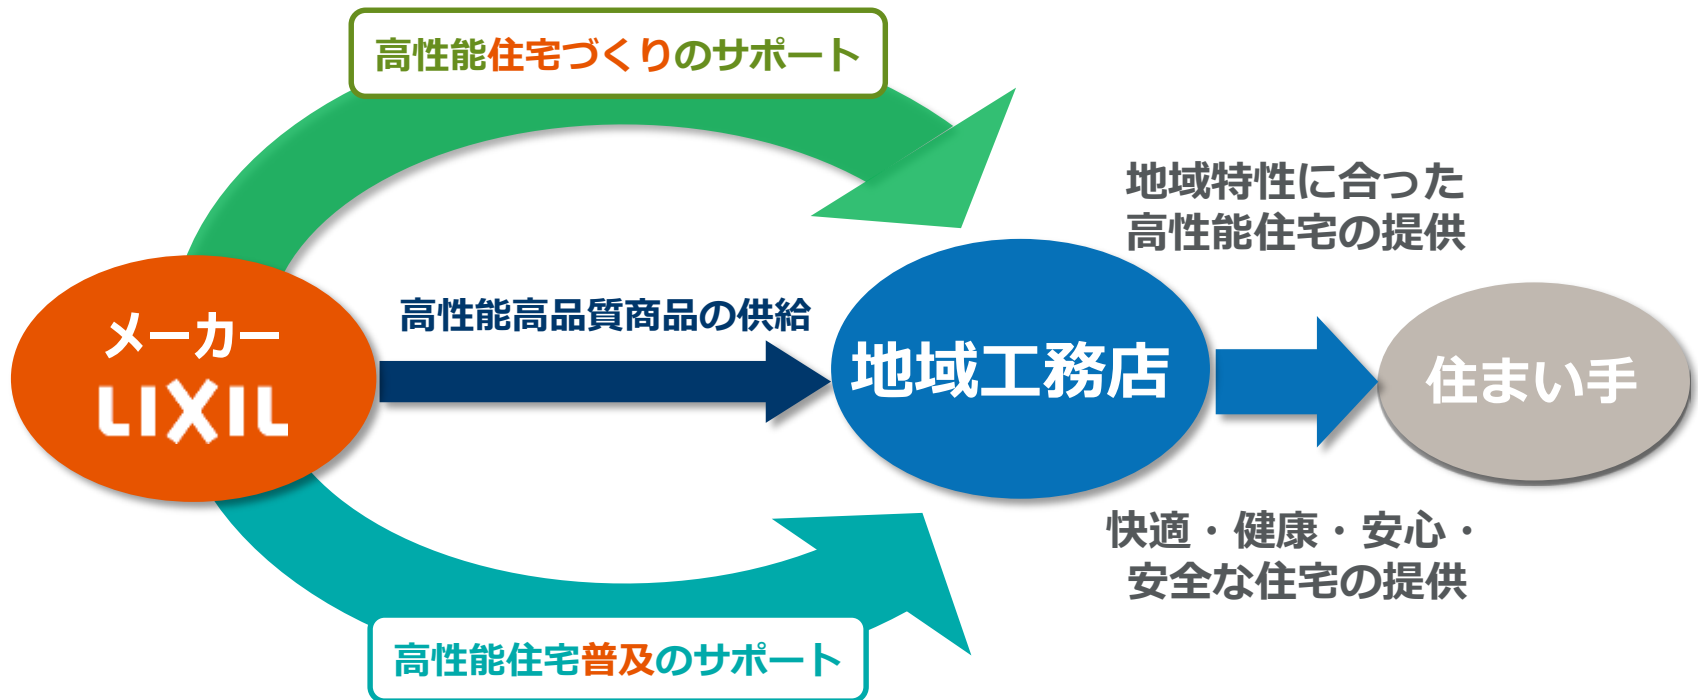 高性能住宅づくりのサポート
地域特性に合った
高性能住宅の提供
高性能高品質商品の供給
メーカー
LIXIL
地域工務店
住まい手
快適・健康・安心・
安全な住宅の提供
高性能住宅普及のサポート